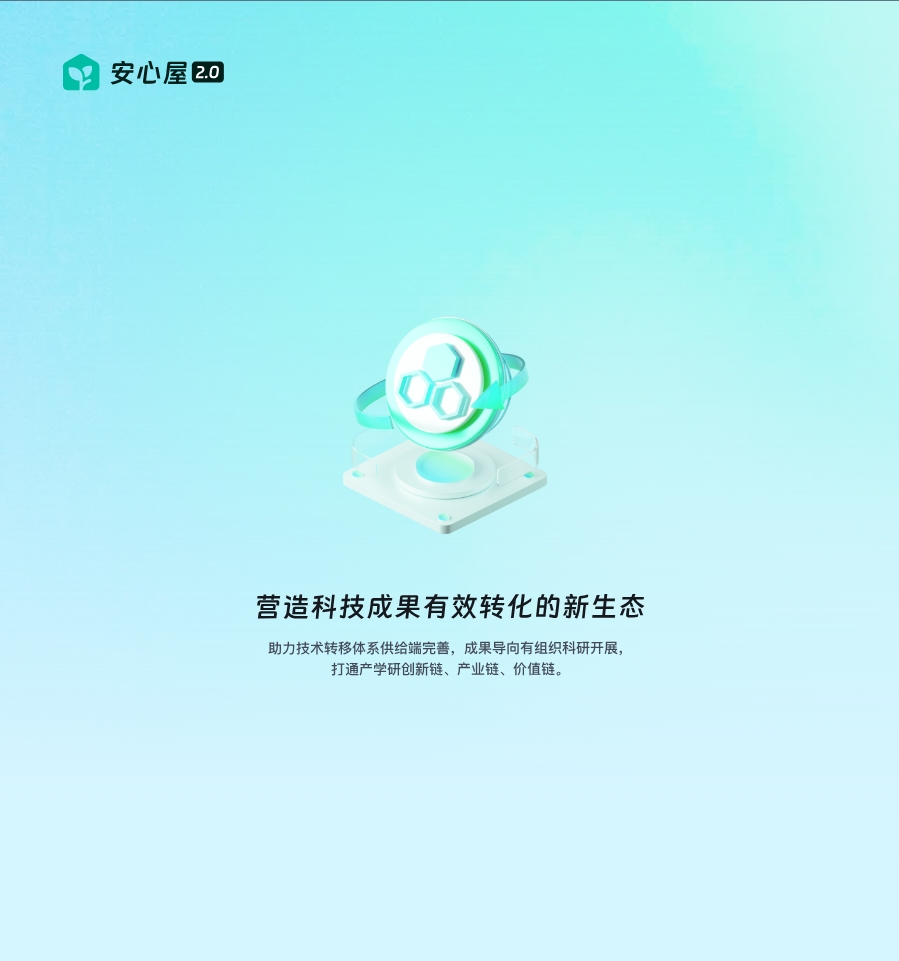 安心屋 2.0
营造科技成果有效转化的新生态
助力技术转移体系供给端完善，成果导向有组织科研开展，
打通产学研创新链、产业链、价值链。